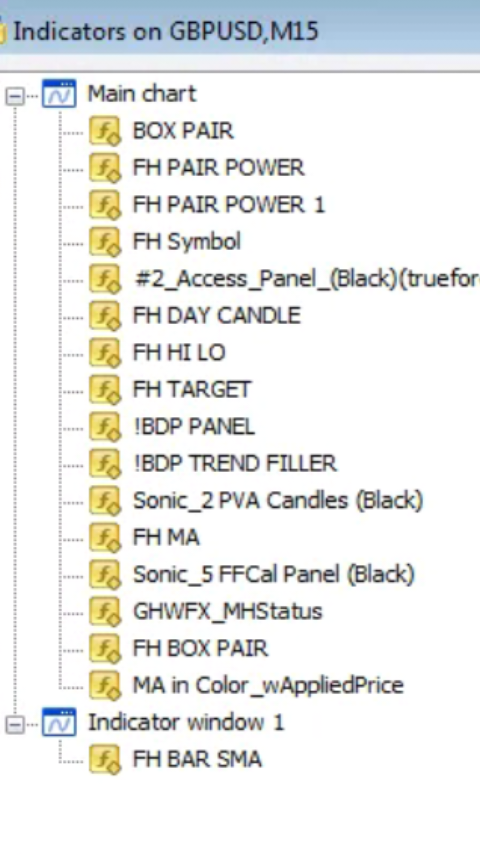 Indicators on GBPUSD,M15
Main chart
BOX PAIR
FH PAIR POWER
FH PAIR POWER 1
FH Symbol
#2_Access_Panel_(Black)(truefor
FH DAY CANDLE
FH HI LO
FH TARGET
!BDP PANEL
!BDP TREND FILLER
Sonic_2 PVA Candles (Black)
FH MA
Sonic_5 FFCal Panel (Black)
GHWFX_MHStatus
FH BOX PAIR
MA in Color_wAppliedPrice
Indicator window 1
FH BAR SMA